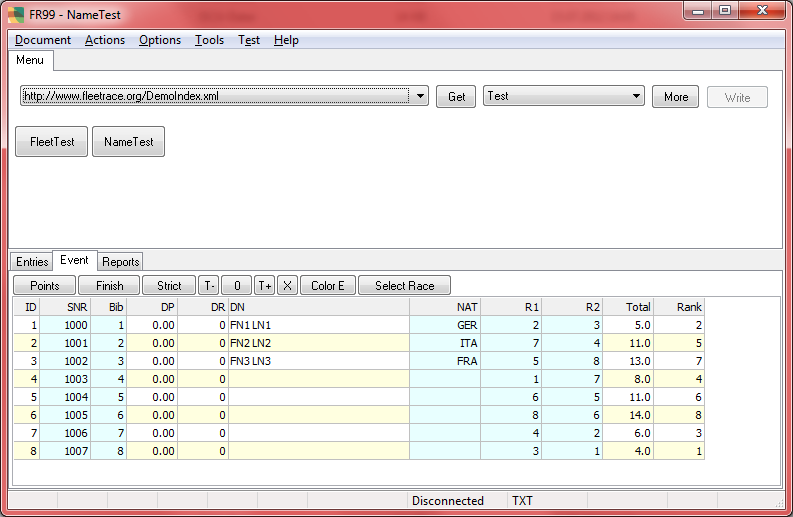 FR99 - NameTest
Document Actions Options Tools Test Help
Menu
http://www.fleetrace.org/DemoIndex.xml Get Test More Write
FleetTest NameTest
Entries Event Reports
Points Finish Strict T- 0 T+ X Color E Select Race
ID SNR Bib DP DR DN NAT R1 R2 Total Rank
1 1000 1 0.00 0 FN1 LN1 GER 2 3 5.0 2
2 1001 2 0.00 0 FN2 LN2 ITA 7 4 11.0 5
3 1002 3 0.00 0 FN3 LN3 FRA 5 8 13.0 7
4 1003 4 0.00 0 1 7 8.0 4
5 1004 5 0.00 0 6 5 11.0 6
6 1005 6 0.00 0 8 6 14.0 8
7 1006 7 0.00 0 4 2 6.0 3
8 1007 8 0.00 0 3 1 4.0 1
Disconnected TXT